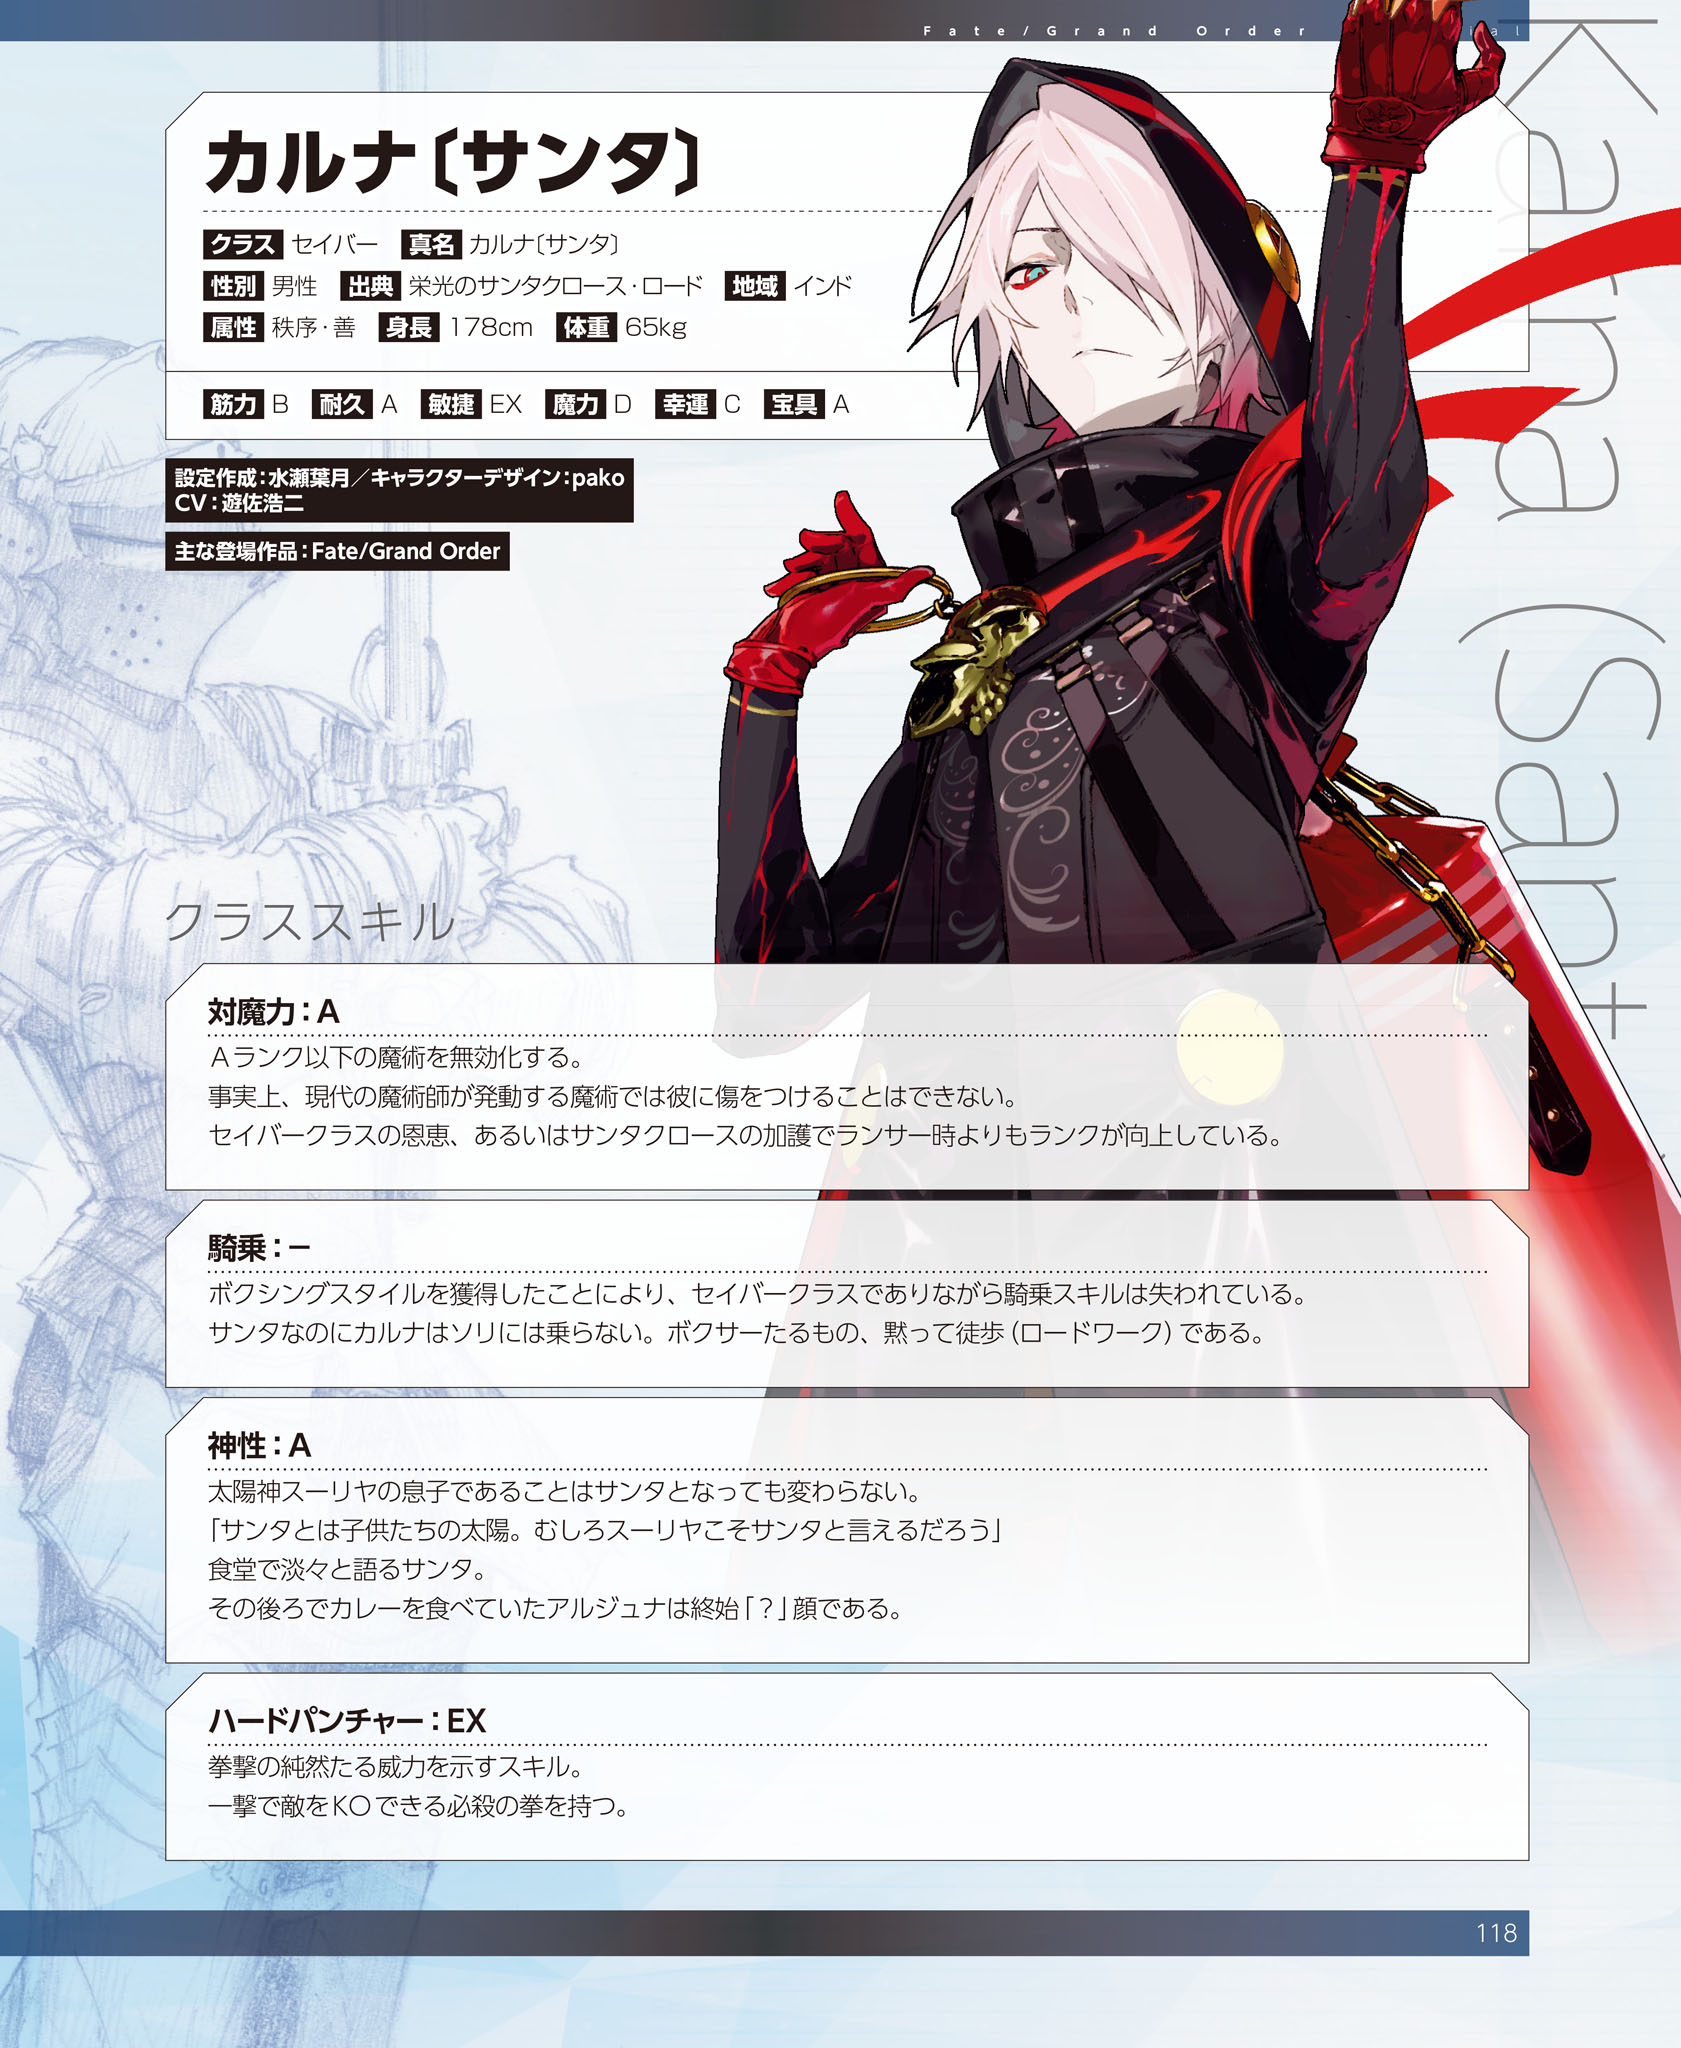 Fate/Grand Order
ial
カルナ〔サンタ〕
クラス セイバー 真名 カルナ〔サンタ〕
性別 男性 出典 栄光のサンタクロース・ロード 地域 インド
属性 秩序・善 身長 178cm 体重 65kg
筋力 B 耐久 A 敏捷 EX 魔力 D 幸運 C 宝具 A
設定作成：水瀬葉月／キャラクターデザイン：pako
CV：遊佐浩二
主な登場作品：Fate/Grand Order
Karna (Sant
クラススキル
対魔力：A
Aランク以下の魔術を無効化する。
事実上、現代の魔術師が発動する魔術では彼に傷をつけることはできない。
セイバークラスの恩恵、あるいはサンタクロースの加護でランサー時よりもランクが向上している。
騎乗：－
ボクシングスタイルを獲得したことにより、セイバークラスでありながら騎乗スキルは失われている。
サンタなのにカルナはソリには乗らない。ボクサーたるもの、黙って徒歩（ロードワーク）である。
神性：A
太陽神スーリヤの息子であることはサンタとなっても変わらない。
「サンタとは子供たちの太陽。むしろスーリヤこそサンタと言えるだろう」
食堂で淡々と語るサンタ。
その後ろでカレーを食べていたアルジュナは終始「？」顔である。
ハードパンチャー：EX
拳撃の純然たる威力を示すスキル。
一撃で敵をKOできる必殺の拳を持つ。
118